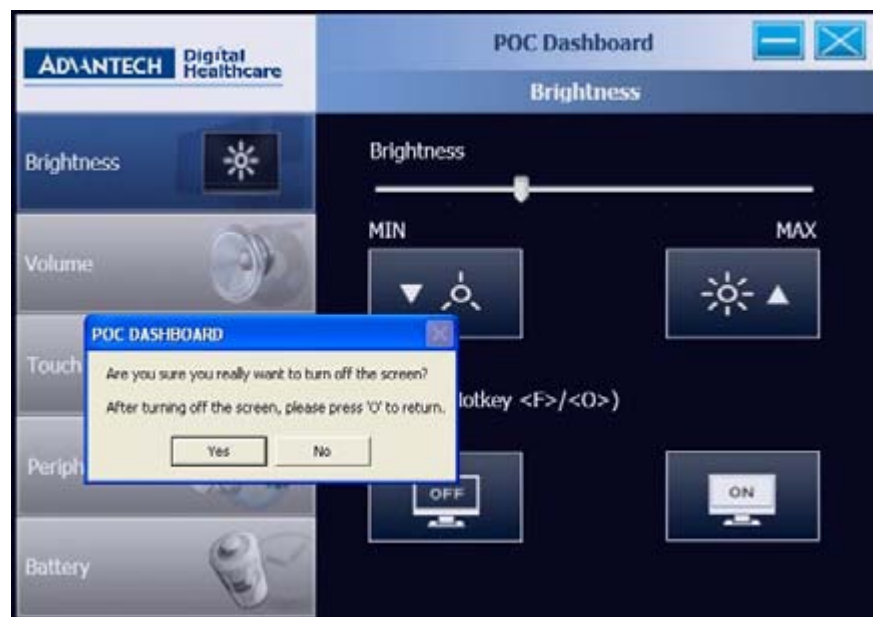 ADVANTECH Digital Healthcare
POC Dashboard
Brightness
Brightness
Volume
Touch
Periph
Battery
Brightness
MIN
MAX
POC DASHBOARD
Are you sure you really want to turn off the screen?
After turning off the screen, please press 'O' to return.
Yes
No
lotkey <F>/<O>)
OFF
ON